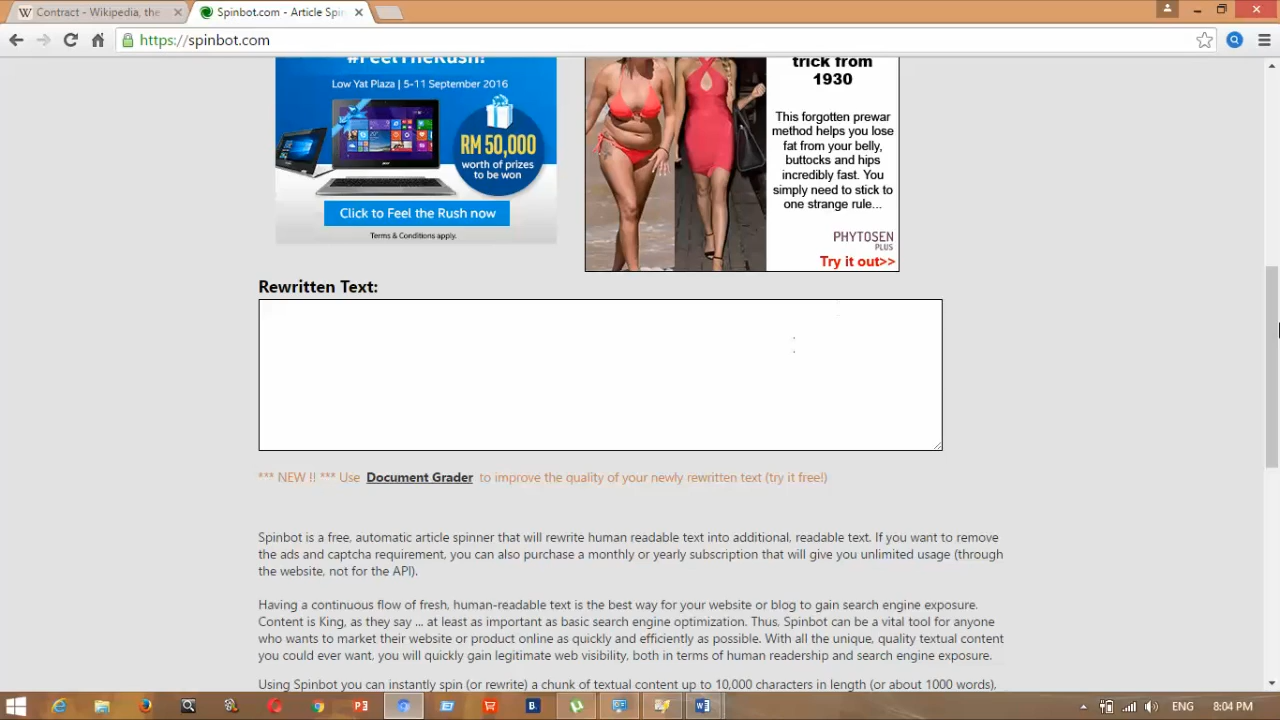 Contract - Wikipedia, the
Spinbot.com - Article Spin
https://spinbot.com
#FeelTheRush!
Low Yat Plaza | 5-11 September 2016
RM 50,000
worth of prizes
to be won
Click to Feel the Rush now
Terms & Conditions apply.
trick from
1930
This forgotten prewar
method helps you lose
fat from your belly,
buttocks and hips
incredibly fast. You
simply need to stick to
one strange rule...
PHYTOSEN
PLUS
Try it out>>
Rewritten Text:
*** NEW !! *** Use Document Grader to improve the quality of your newly rewritten text (try it free!)
Spinbot is a free, automatic article spinner that will rewrite human readable text into additional, readable text. If you want to remove
the ads and captcha requirement, you can also purchase a monthly or yearly subscription that will give you unlimited usage (through
the website, not for the API).
Having a continuous flow of fresh, human-readable text is the best way for your website or blog to gain search engine exposure.
Content is King, as they say ... at least as important as basic search engine optimization. Thus, Spinbot can be a vital tool for anyone
who wants to market their website or product online as quickly and efficiently as possible. With all the unique, quality textual content
you could ever want, you will quickly gain legitimate web visibility, both in terms of human readership and search engine exposure.
Using Spinbot you can instantly spin (or rewrite) a chunk of textual content up to 10,000 characters in length (or about 1000 words),
ENG
8:04 PM